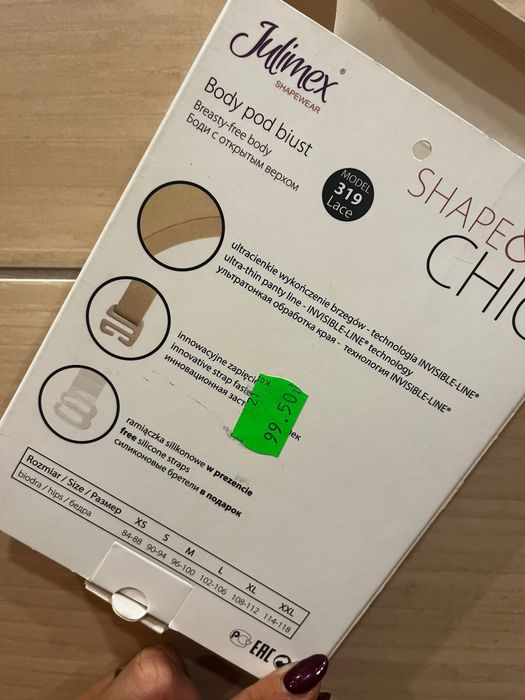 Julimex®
SHAPEWEAR
Body pod biust
Breasty-free body
Боди с открытым верхом
MODEL
319
Lace
SHAPE&
CHIC
ultracienkie wykończenie brzegów - technologia INVISIBLE-LINE®
ultra-thin panty line - INVISIBLE-LINE® technology
ультратонкая обработка края - технология INVISIBLE-LINE®
innowacyjne zapięci
innovative strap faste
инновационная заст
99.50
21
ramiączka silikonowe w prezencie
free silicone straps
силиконовые бретели в подарок
Rozmiar / Size / Размер XS S M L XL XXL
biodra / hips / бедра 84-88 90-94 96-100 102-106 108-112 114-118
EAC